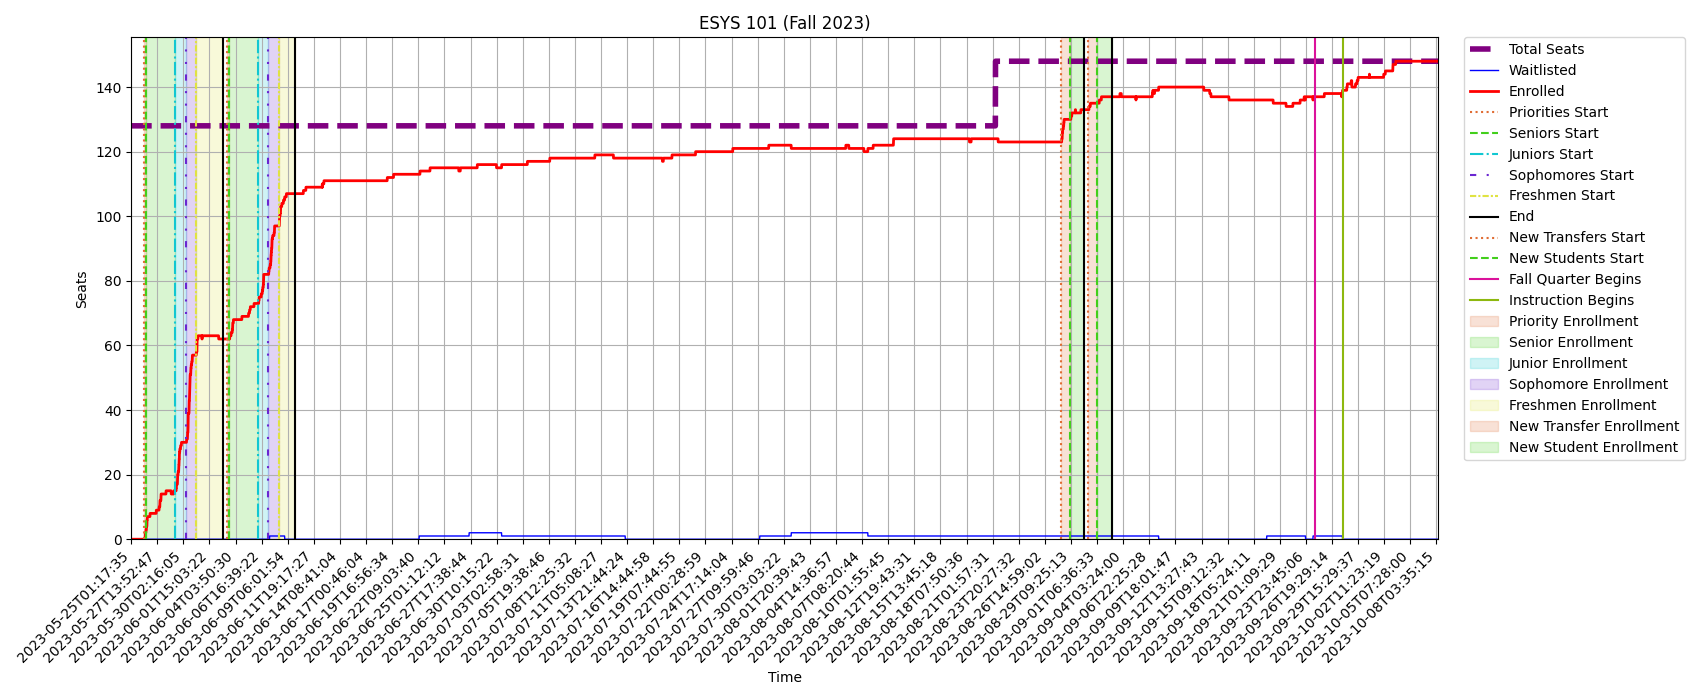 ESYS 101 (Fall 2023)
Seats
140
120
100
80
60
40
20
0
2023-05-25T01:17:35
2023-05-27T13:52:47
2023-05-30T02:16:05
2023-06-01T15:03:22
2023-06-04T03:50:30
2023-06-06T16:39:22
2023-06-09T06:01:54
2023-06-11T19:17:27
2023-06-14T08:41:04
2023-06-17T00:46:04
2023-06-19T16:56:34
2023-06-22T09:03:40
2023-06-25T01:12:12
2023-06-27T17:38:44
2023-06-30T10:15:22
2023-07-03T02:58:31
2023-07-05T19:38:46
2023-07-08T12:25:32
2023-07-11T05:08:27
2023-07-13T21:44:24
2023-07-16T14:44:58
2023-07-19T07:44:55
2023-07-22T00:28:59
2023-07-24T17:14:04
2023-07-27T09:59:46
2023-07-30T03:03:22
2023-08-01T20:39:43
2023-08-04T14:36:57
2023-08-07T08:20:44
2023-08-10T01:55:45
2023-08-12T19:43:31
2023-08-15T13:45:18
2023-08-18T07:50:36
2023-08-21T01:57:31
2023-08-23T20:27:32
2023-08-26T14:59:02
2023-08-29T09:25:13
2023-09-01T06:36:33
2023-09-04T03:24:00
2023-09-06T22:25:28
2023-09-09T18:01:47
2023-09-12T13:27:43
2023-09-15T09:12:32
2023-09-18T05:24:11
2023-09-21T01:09:29
2023-09-23T23:45:06
2023-09-26T19:29:14
2023-09-29T15:29:37
2023-10-02T11:23:19
2023-10-05T07:28:00
2023-10-08T03:35:15
Time
Total Seats
Waitlisted
Enrolled
Priorities Start
Seniors Start
Juniors Start
Sophomores Start
Freshmen Start
End
New Transfers Start
New Students Start
Fall Quarter Begins
Instruction Begins
Priority Enrollment
Senior Enrollment
Junior Enrollment
Sophomore Enrollment
Freshmen Enrollment
New Transfer Enrollment
New Student Enrollment